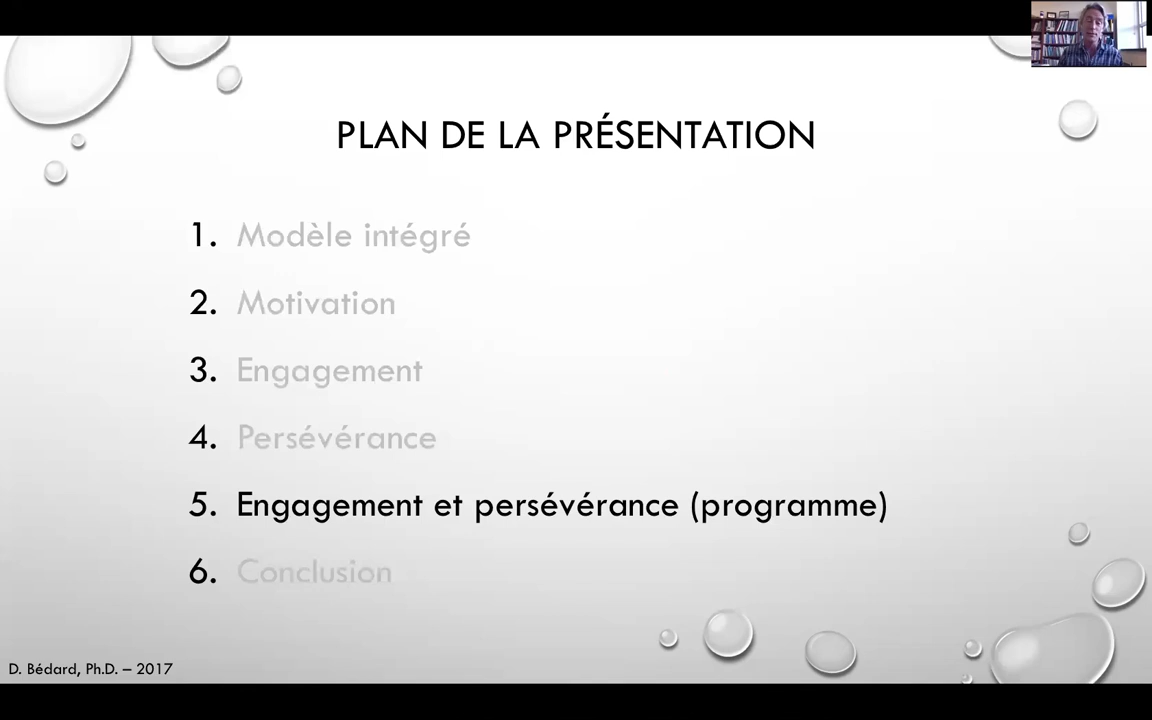 PLAN DE LA PRÉSENTATION
1. Modèle intégré
2. Motivation
3. Engagement
4. Persévérance
5. Engagement et persévérance (programme)
6. Conclusion
D. Bédard, Ph.D. – 2017